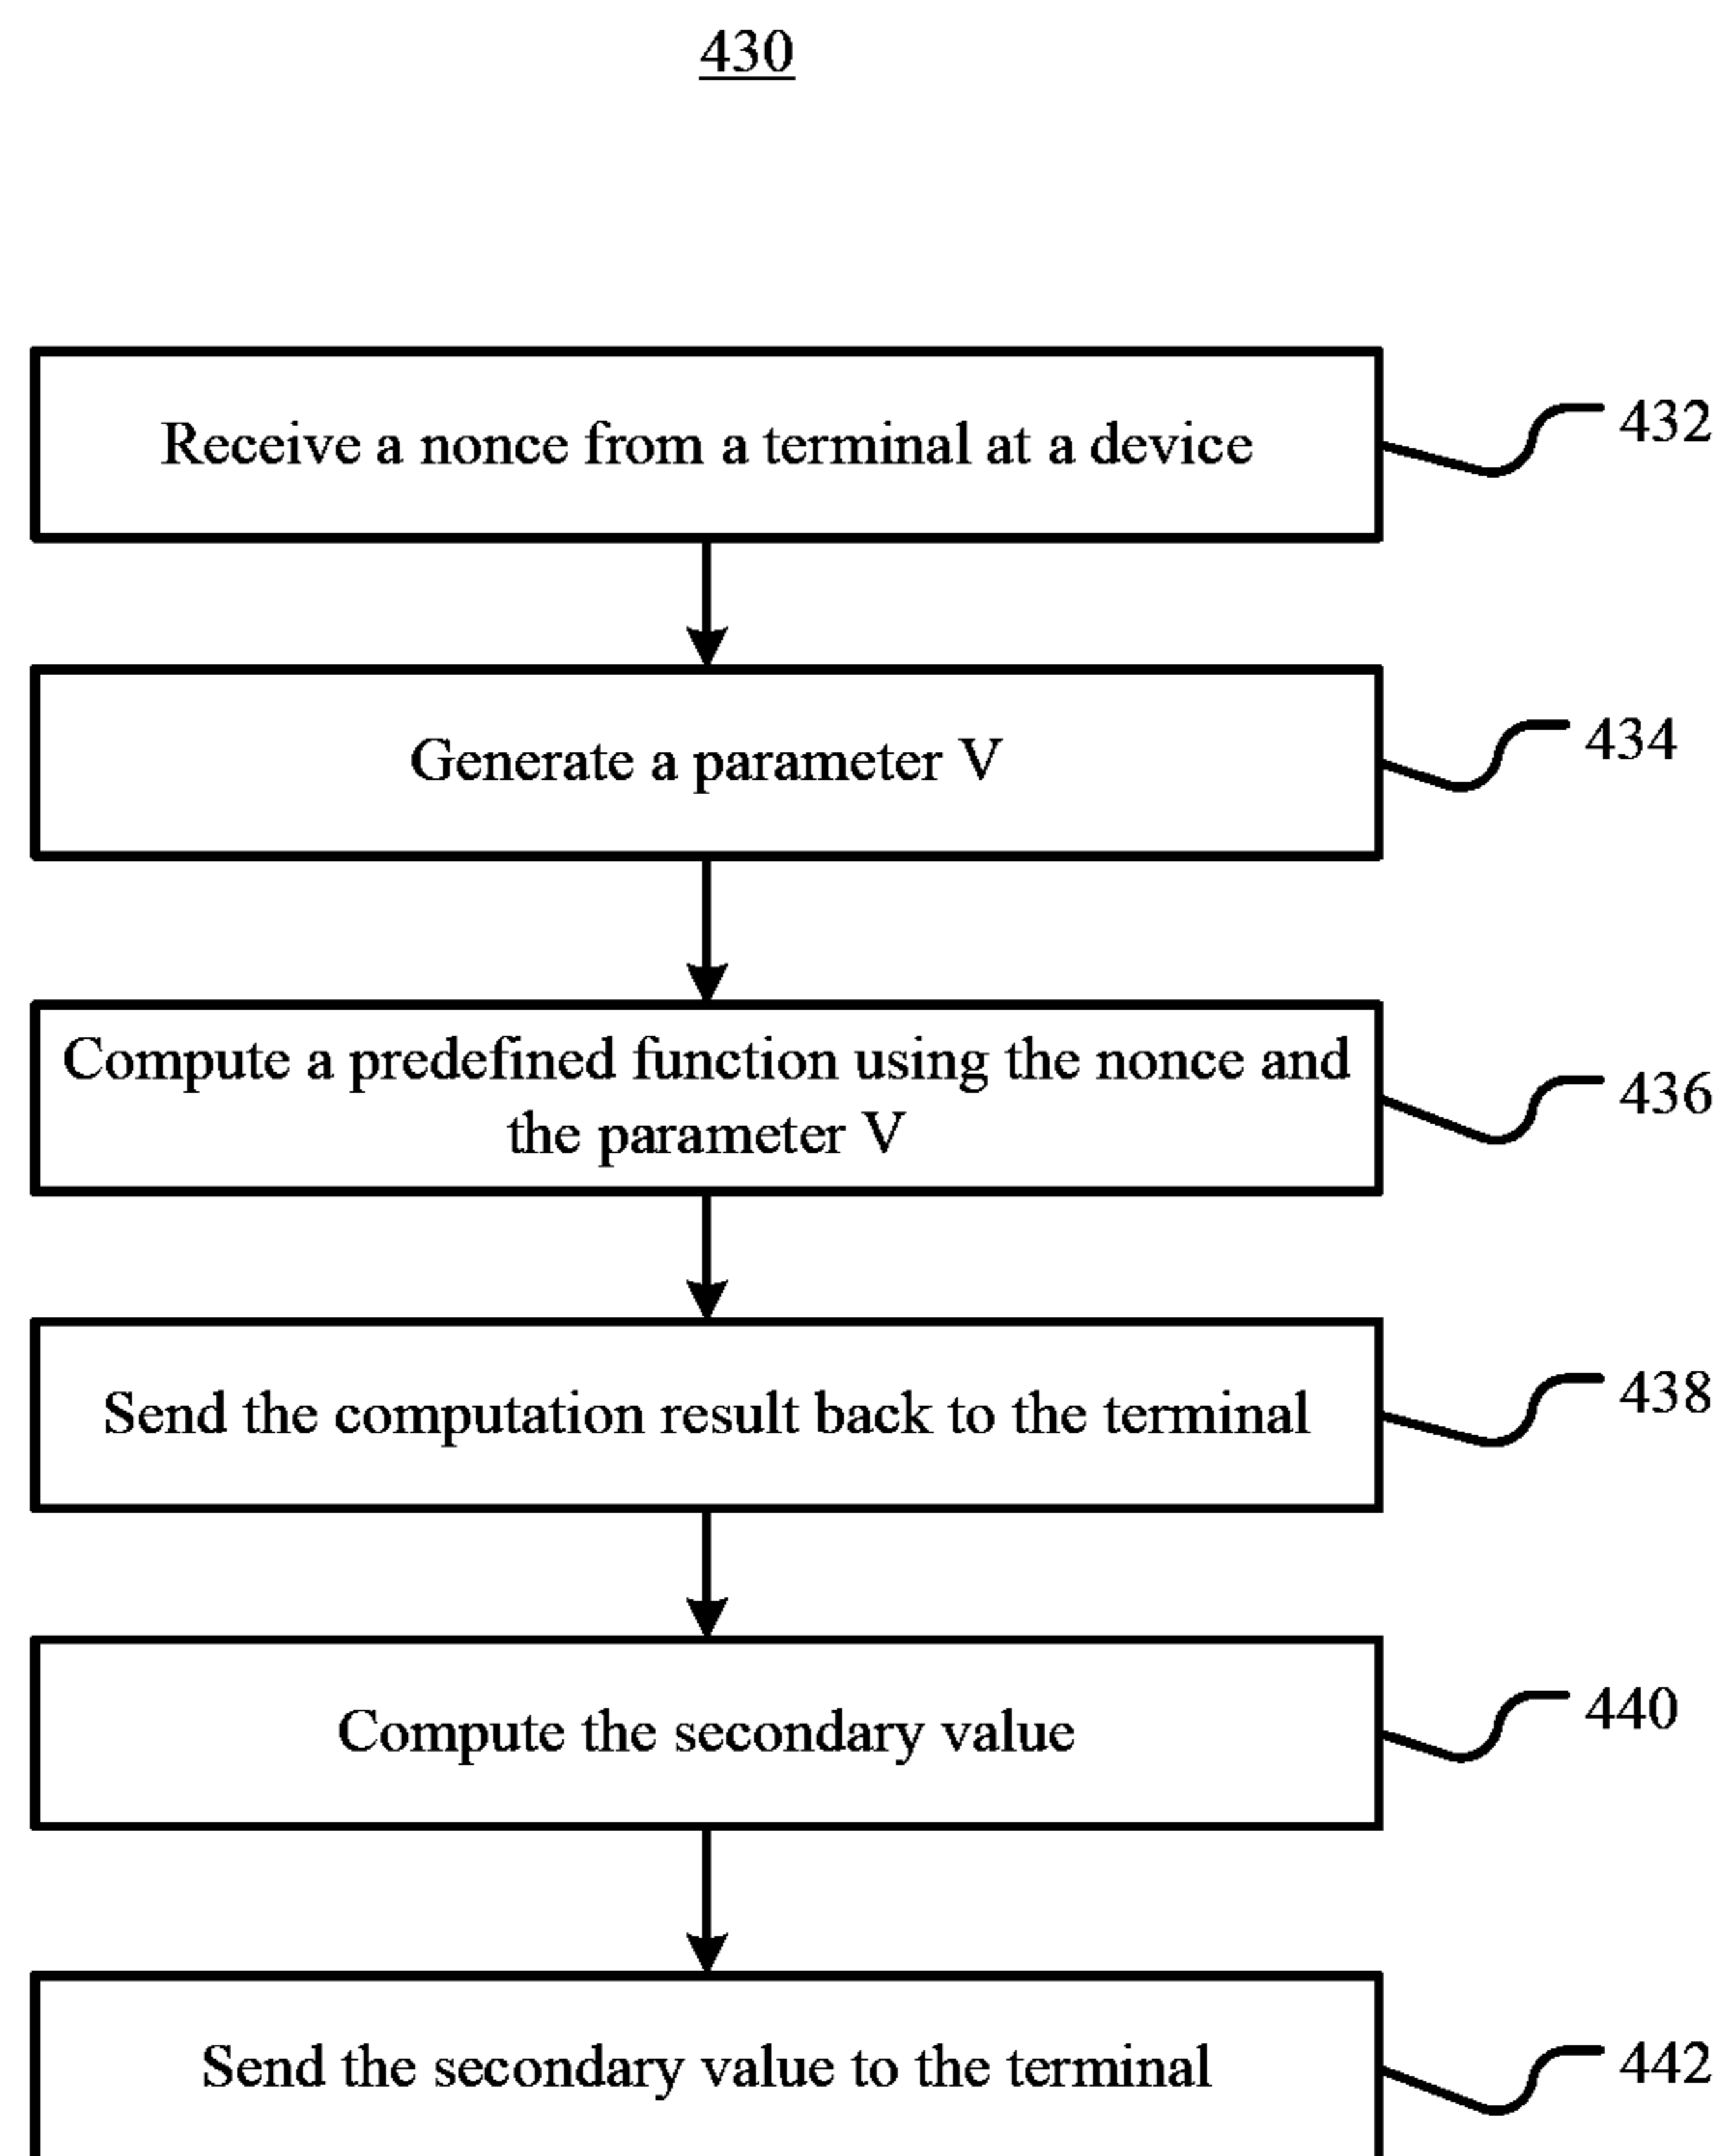 430
Receive a nonce from a terminal at a device
432
Generate a parameter V
434
Compute a predefined function using the nonce and
the parameter V
436
Send the computation result back to the terminal
438
Compute the secondary value
440
Send the secondary value to the terminal
442